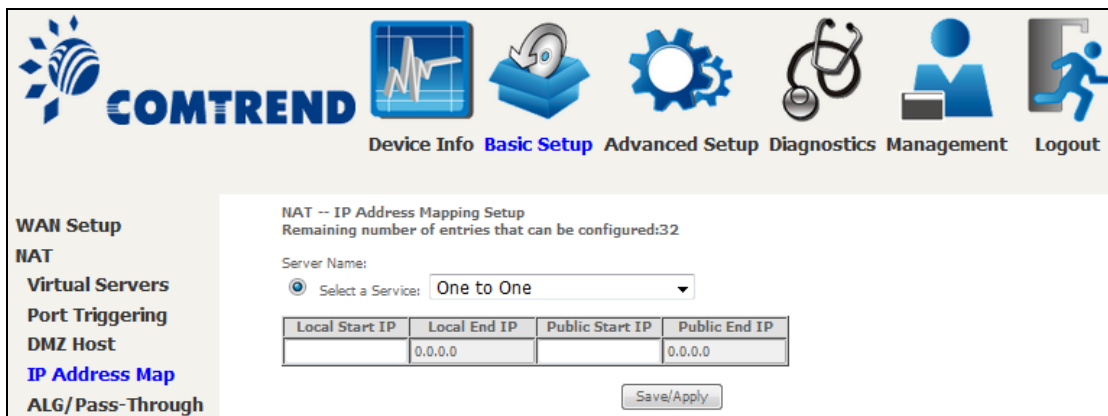 COMTREND
Device Info Basic Setup Advanced Setup Diagnostics Management Logout
WAN Setup
NAT
Virtual Servers
Port Triggering
DMZ Host
IP Address Map
ALG/Pass-Through
NAT -- IP Address Mapping Setup
Remaining number of entries that can be configured:32
Server Name:
Select a Service: One to One
Local Start IP Local End IP Public Start IP Public End IP
0.0.0.0 0.0.0.0
Save/Apply